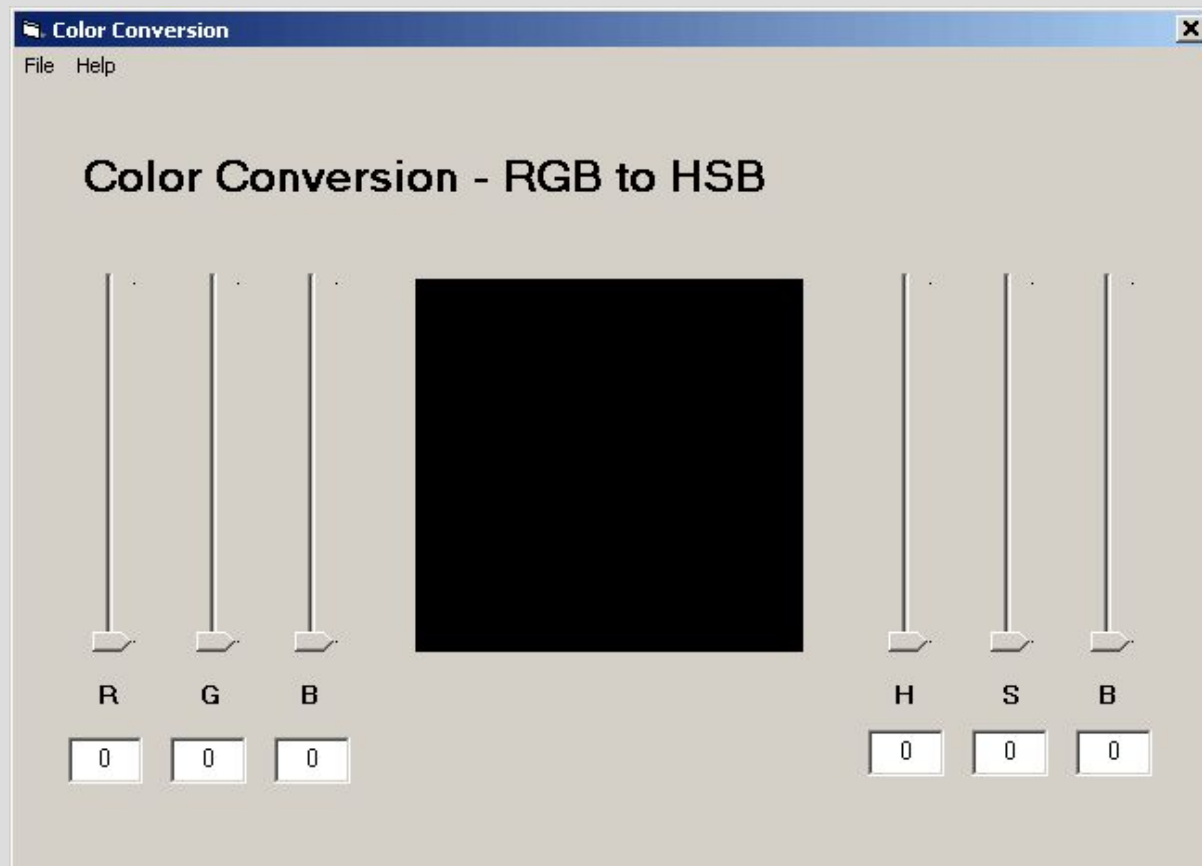 Color Conversion
File Help
Color Conversion - RGB to HSB
R G B H S B
0 0 0 0 0 0